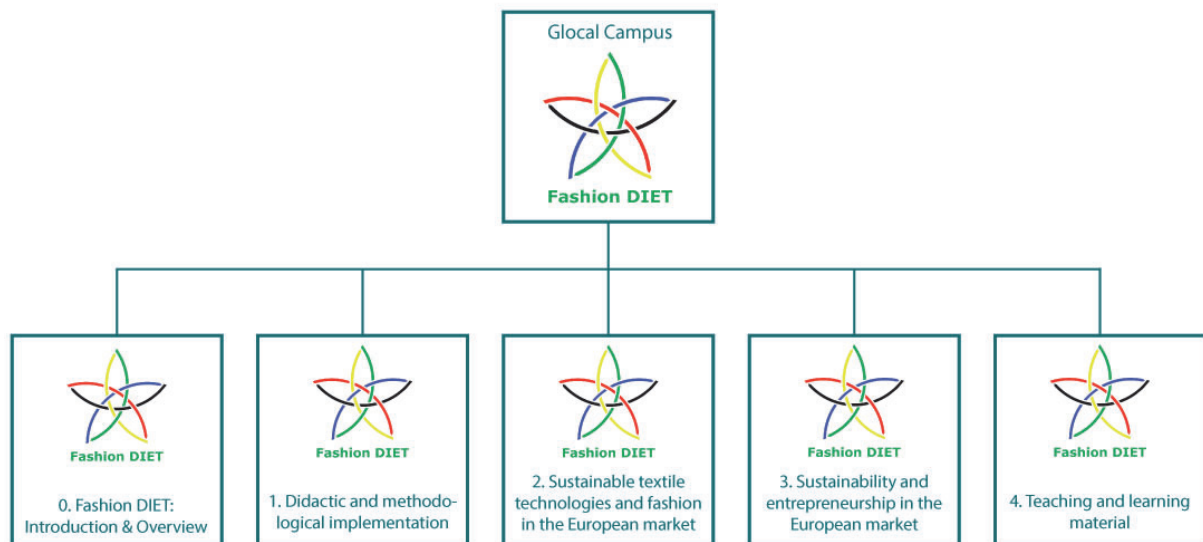 Glocal Campus
Fashion DIET
Fashion DIET
0. Fashion DIET:
Introduction & Overview
Fashion DIET
1. Didactic and methodo-
logical implementation
Fashion DIET
2. Sustainable textile
technologies and fashion
in the European market
Fashion DIET
3. Sustainability and
entrepreneurship in the
European market
Fashion DIET
4. Teaching and learning
material